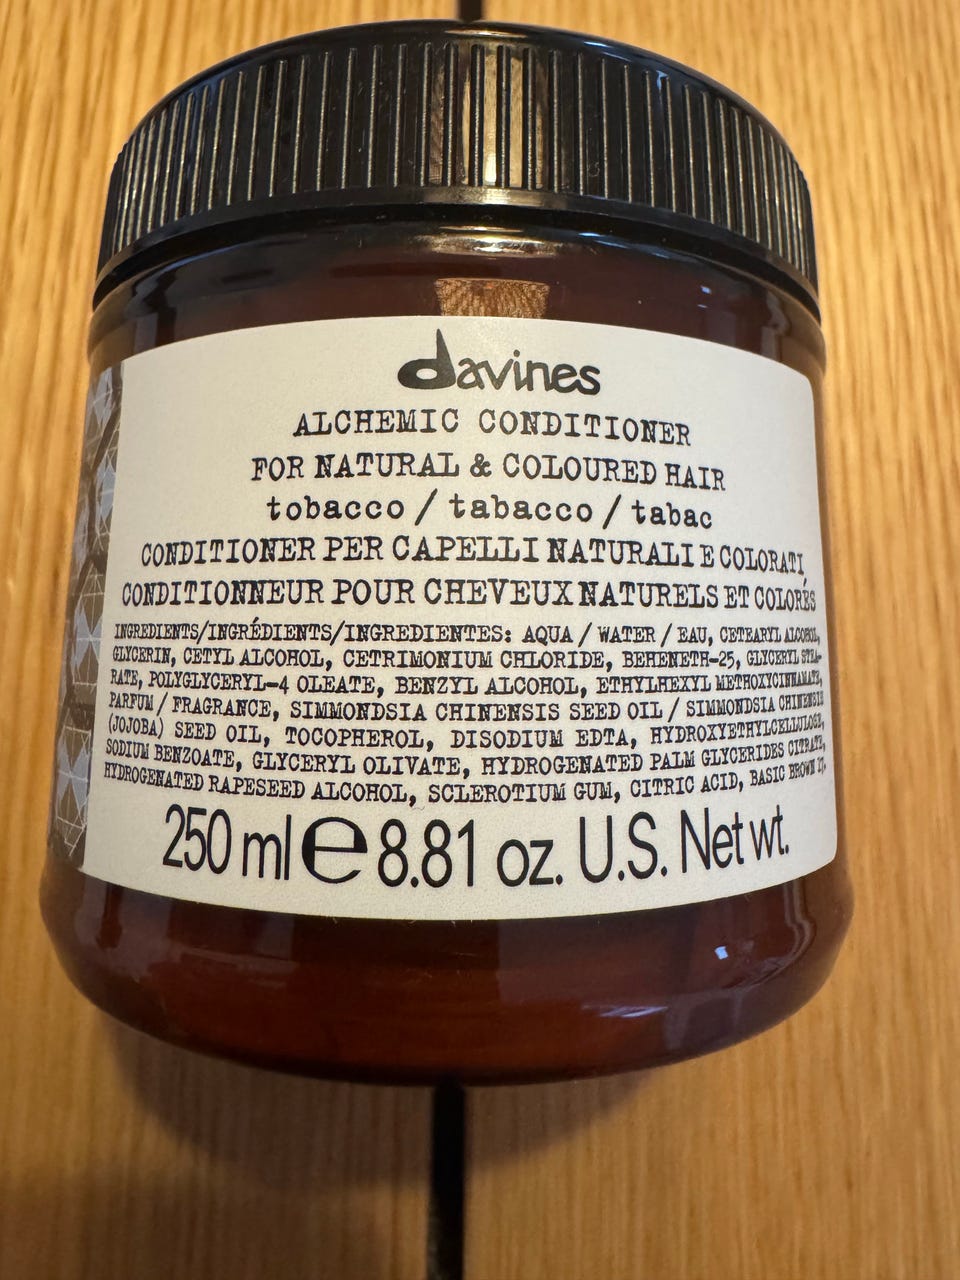 davines
ALCHEMIC CONDITIONER
FOR NATURAL & COLOURED HAIR
tobacco / tabacco / tabac
CONDITIONER PER CAPELLI NATURALI E COLORATI
CONDITIONNEUR POUR CHEVEUX NATURELS ET COLORÉS
INGREDIENTS/INGRÉDIENTS/INGREDIENTES: AQUA / WATER / EAU, CETEARYL ALCOHOL,
GLYCERIN, CETYL ALCOHOL, CETRIMONIUM CHLORIDE, BEHENETH-25, GLYCERYL STEA-
RATE, POLYGLYCERYL-4 OLEATE, BENZYL ALCOHOL, ETHYLHEXYL METHOXYCINNAMATE,
PARFUM / FRAGRANCE, SIMMONDSIA CHINENSIS SEED OIL / SIMMONDSIA CHINENSIS
(JOJOBA) SEED OIL, TOCOPHEROL, DISODIUM EDTA, HYDROXYETHYLCELLULOSE,
SODIUM BENZOATE, GLYCERYL OLIVATE, HYDROGENATED PALM GLYCERIDES CITRATE,
HYDROGENATED RAPESEED ALCOHOL, SCLEROTIUM GUM, CITRIC ACID, BASIC BROWN 17.
250 ml e 8.81 oz. U.S. Net wt.